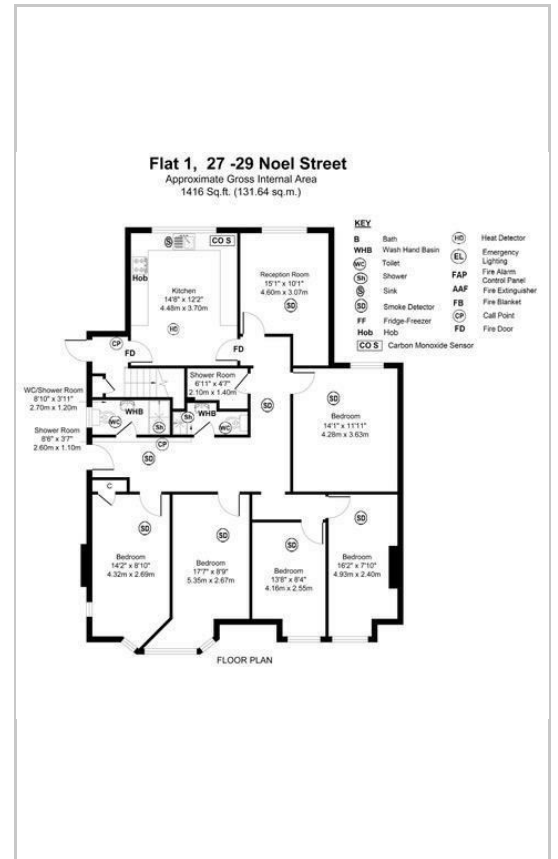 Flat 1, 27 -29 Noel Street
Approximate Gross Internal Area
1416 Sq.ft. (131.64 sq.m.)
KEY
B Bath
WHB Wash Hand Basin
WC Toilet
Sh Shower
S Sink
SD Smoke Detector
FF Fridge-Freezer
Hob Hob
CO S Carbon Monoxide Sensor
HD Heat Detector
EL Emergency Lighting
FAP Fire Alarm Control Panel
AAF Fire Extinguisher
FB Fire Blanket
CP Call Point
FD Fire Door
S
CO S
Hob
Kitchen
14'8" x 12'2"
4.48m x 3.70m
HD
Reception Room
15'1" x 10'1"
4.60m x 3.07m
SD
CP
FD
FD
Shower Room
6'11" x 4'7"
2.10m x 1.40m
SD
WC/Shower Room
8'10" x 3'11"
2.70m x 1.20m
WHB
WC
Sh
Sh
WHB
WC
Shower Room
8'6" x 3'7"
2.60m x 1.10m
CP
SD
SD
Bedroom
14'1" x 11'11"
4.28m x 3.63m
C
SD
Bedroom
14'2" x 8'10"
4.32m x 2.69m
SD
Bedroom
17'7" x 8'9"
5.35m x 2.67m
SD
Bedroom
13'8" x 8'4"
4.16m x 2.55m
SD
Bedroom
16'2" x 7'10"
4.93m x 2.40m
FLOOR PLAN